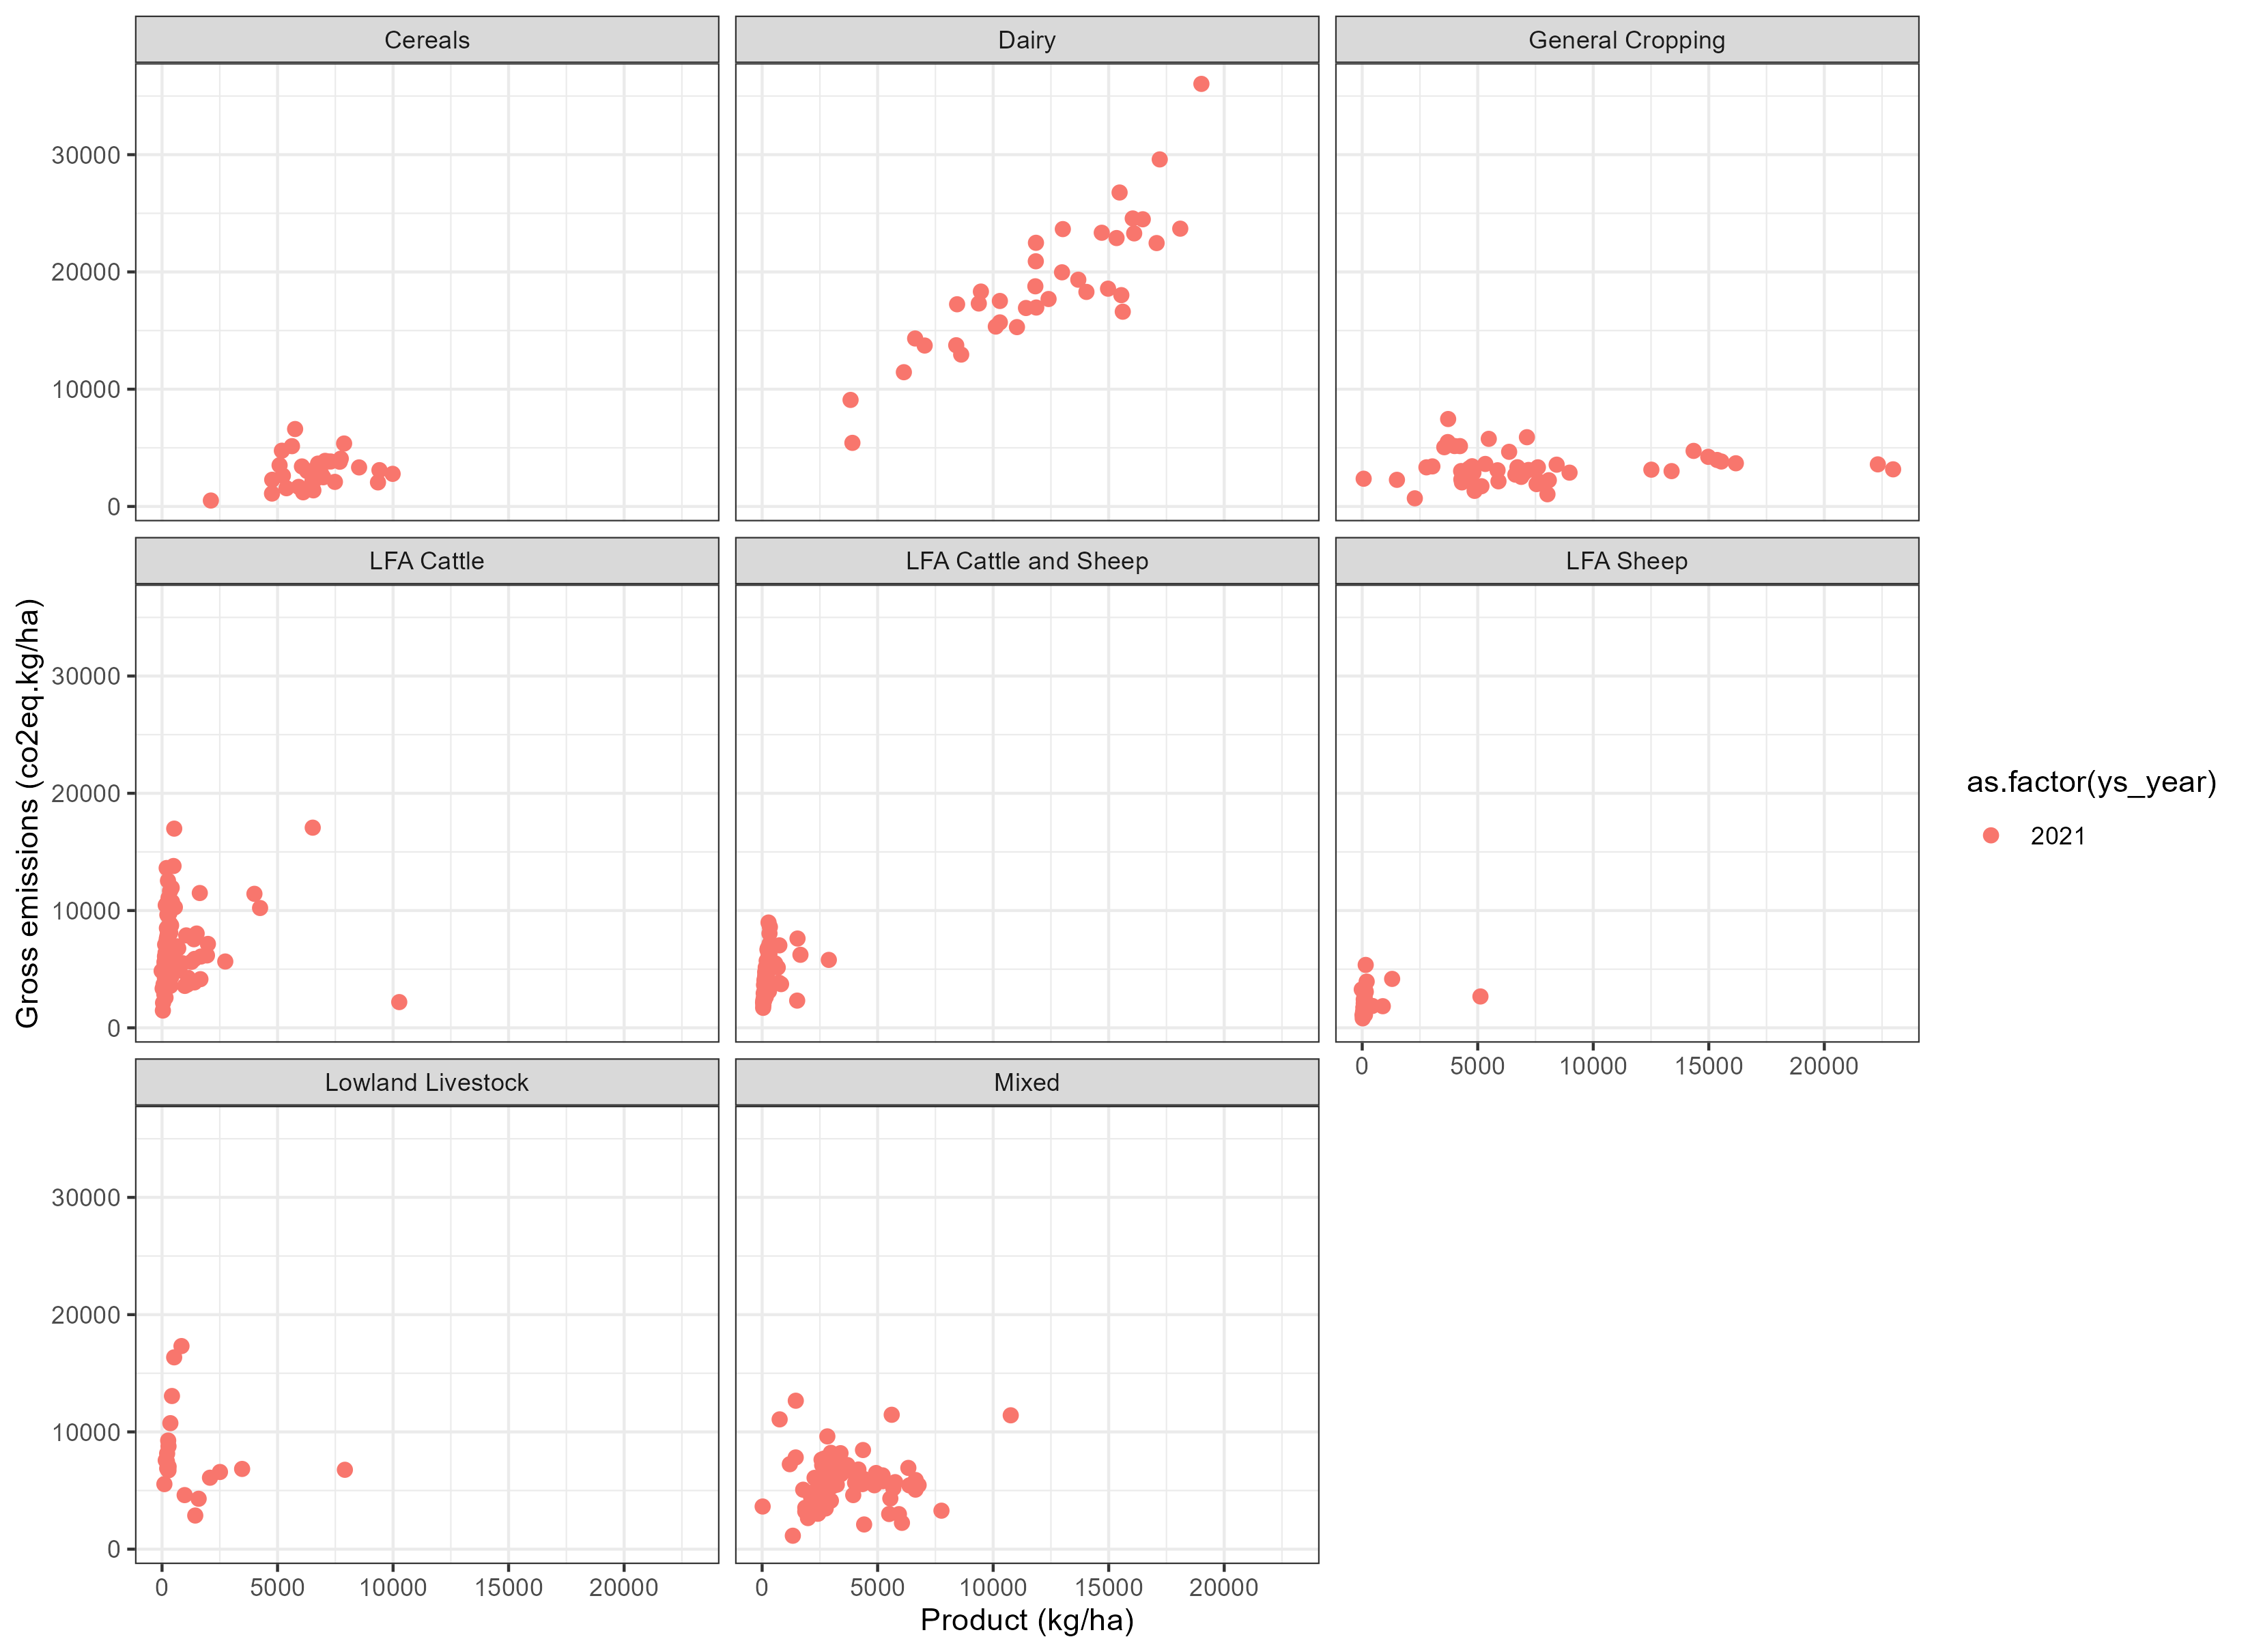 Cereals
Dairy
General Cropping
30000
20000
10000
0
LFA Cattle
LFA Cattle and Sheep
LFA Sheep
30000
20000
10000
0
0 5000 10000 15000 20000
Lowland Livestock
Mixed
30000
20000
10000
0
0 5000 10000 15000 20000
0 5000 10000 15000 20000
Product (kg/ha)
Gross emissions (co2eq.kg/ha)
as.factor(ys_year)
2021